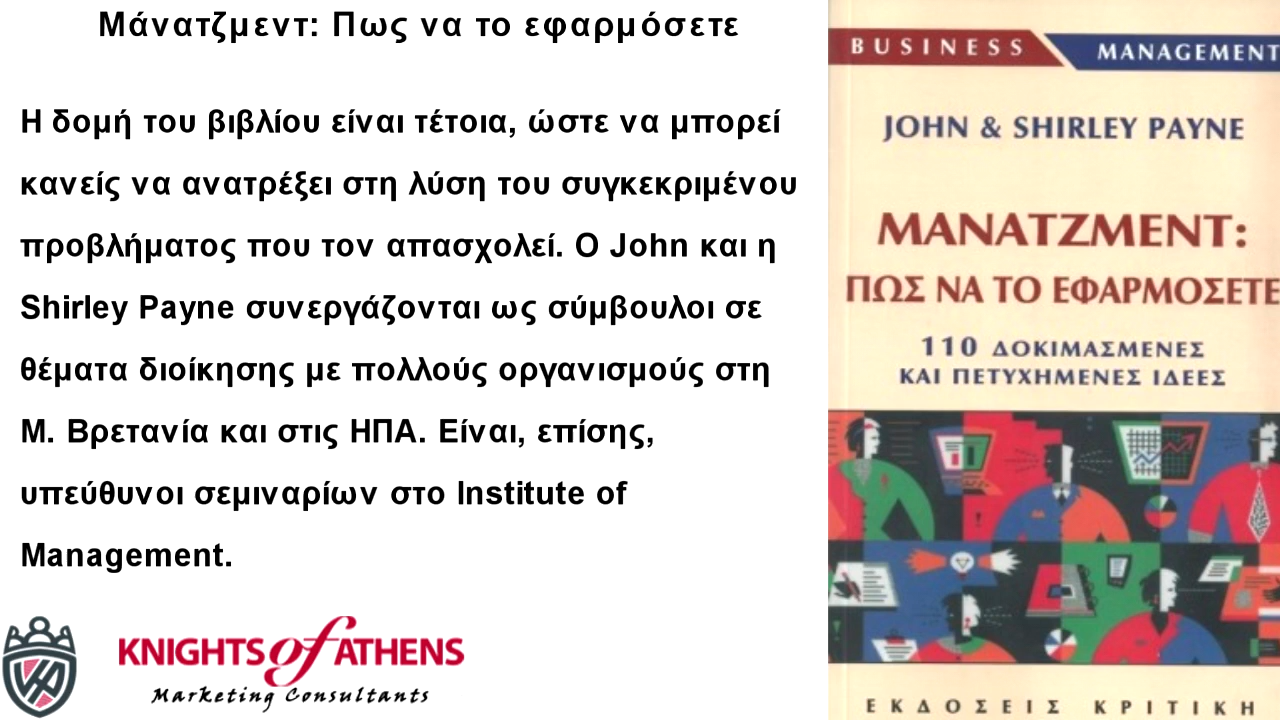 Μάνατζμεντ: Πως να το εφαρμόσετε
Η δομή του βιβλίου είναι τέτοια, ώστε να μπορεί
κανείς να ανατρέξει στη λύση του συγκεκριμένου
προβλήματος που τον απασχολεί. Ο John και η
Shirley Payne συνεργάζονται ως σύμβουλοι σε
θέματα διοίκησης με πολλούς οργανισμούς στη
Μ. Βρετανία και στις ΗΠΑ. Είναι, επίσης,
υπεύθυνοι σεμιναρίων στο Institute of
Management.
KNIGHTS of ATHENS
Marketing Consultants
BUSINESS MANAGEMENT
JOHN & SHIRLEY PAYNE
ΜΑΝΑΤΖΜΕΝΤ:
ΠΩΣ ΝΑ ΤΟ ΕΦΑΡΜΟΣΕΤΕ
110 ΔΟΚΙΜΑΣΜΕΝΕΣ
ΚΑΙ ΠΕΤΥΧΗΜΕΝΕΣ ΙΔΕΕΣ
ΕΚΔΟΣΕΙΣ ΚΡΙΤΙΚΗ